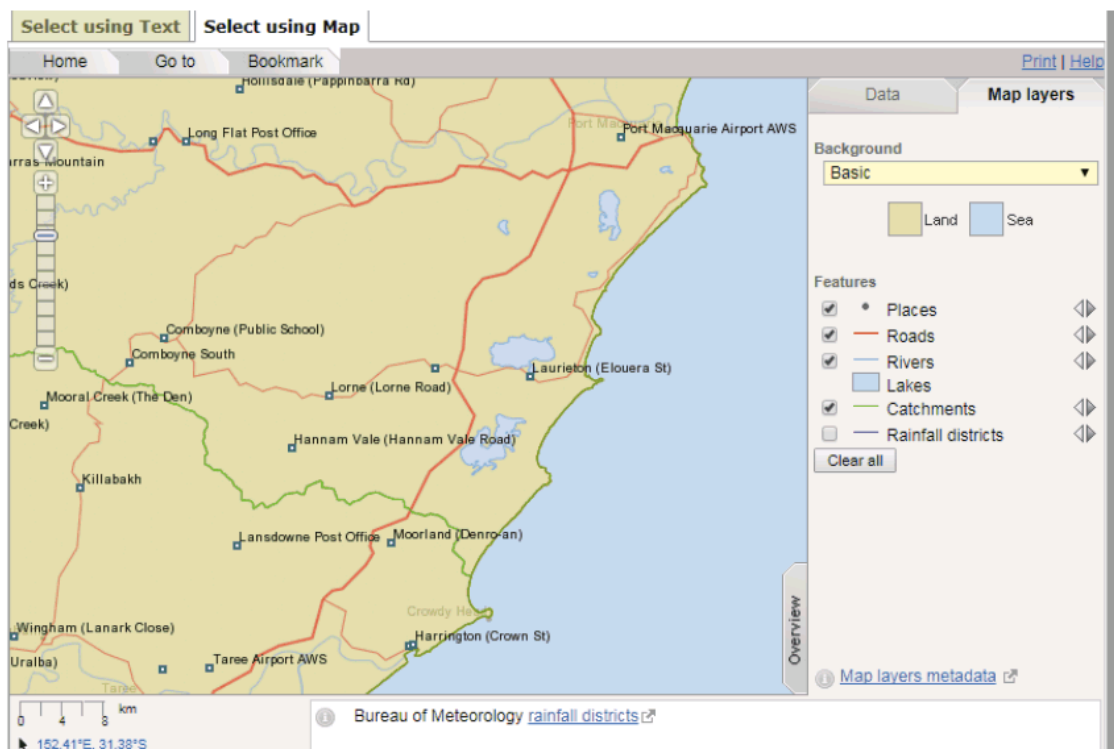 Select using Text Select using Map
Home Go to Bookmark Print | Help
Hollisdale (Pappinbarra Rd)
Data Map layers
Long Flat Post Office
Port Macquarie Airport AWS
Mountain
Background
Basic
Land Sea
Features
Places
Roads
Rivers
Lakes
Catchments
Rainfall districts
Clear all
ds Creek)
Comboyne (Public School)
Comboyne South
Laurieton (Elouera St)
Lorne (Lorne Road)
Mooral Creek (The Den)
Creek)
Hannam Vale (Hannam Vale Road)
Killabakh
Lansdowne Post Office
Moorland (Denro-an)
Crowdy Head
Wingham (Lanark Close)
Harrington (Crown St)
Uralba)
Taree Airport AWS
Taree
Overview
Map layers metadata
0 4 8 km
152.41°E, 31.38°S
Bureau of Meteorology rainfall districts